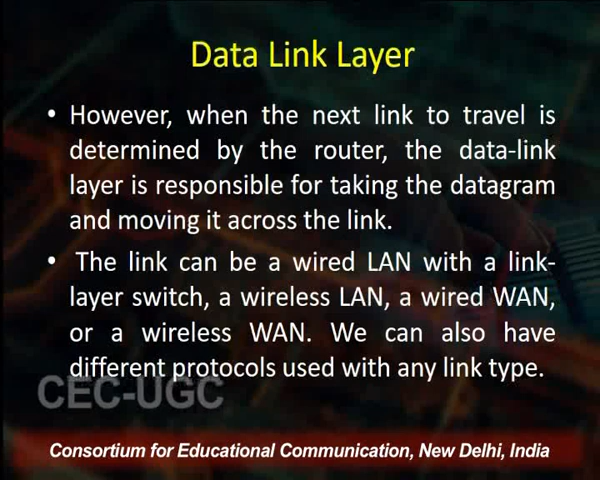 Data Link Layer
• However, when the next link to travel is
determined by the router, the data-link
layer is responsible for taking the datagram
and moving it across the link.
• The link can be a wired LAN with a link-
layer switch, a wireless LAN, a wired WAN,
or a wireless WAN. We can also have
different protocols used with any link type.
CEC-UGC
Consortium for Educational Communication, New Delhi, India